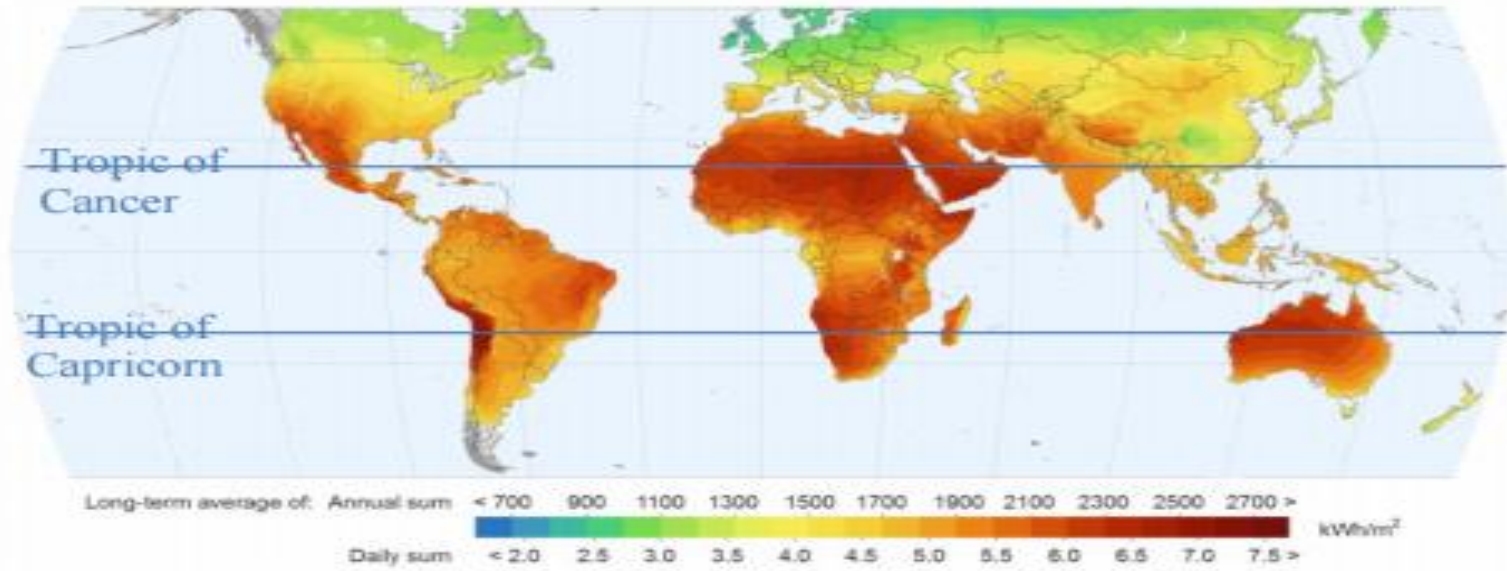 Tropic of
Cancer
Tropic of
Capricorn
Long-term average of: Annual sum < 700 900 1100 1300 1500 1700 1900 2100 2300 2500 2700 >
kWh/m²
Daily sum < 2.0 2.5 3.0 3.5 4.0 4.5 5.0 5.5 6.0 6.5 7.0 7.5 >